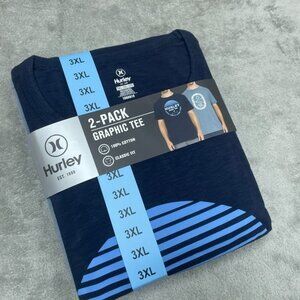 3XL
3XL
3XL
3XL
3XL
Hurley
2-PACK
GRAPHIC TEE
100% COTTON
CLASSIC FIT
Hurley
EST. 1999
3XL
3XL
3XL
3XL
3XL
3XL